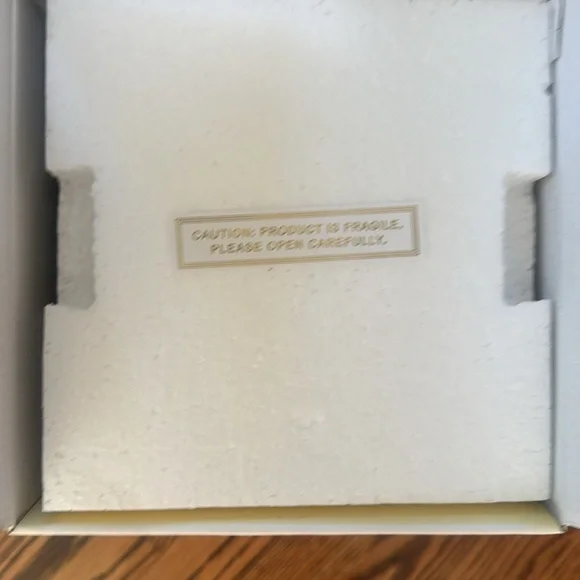 CAUTION: PRODUCT IS FRAGILE.
PLEASE OPEN CAREFULLY.